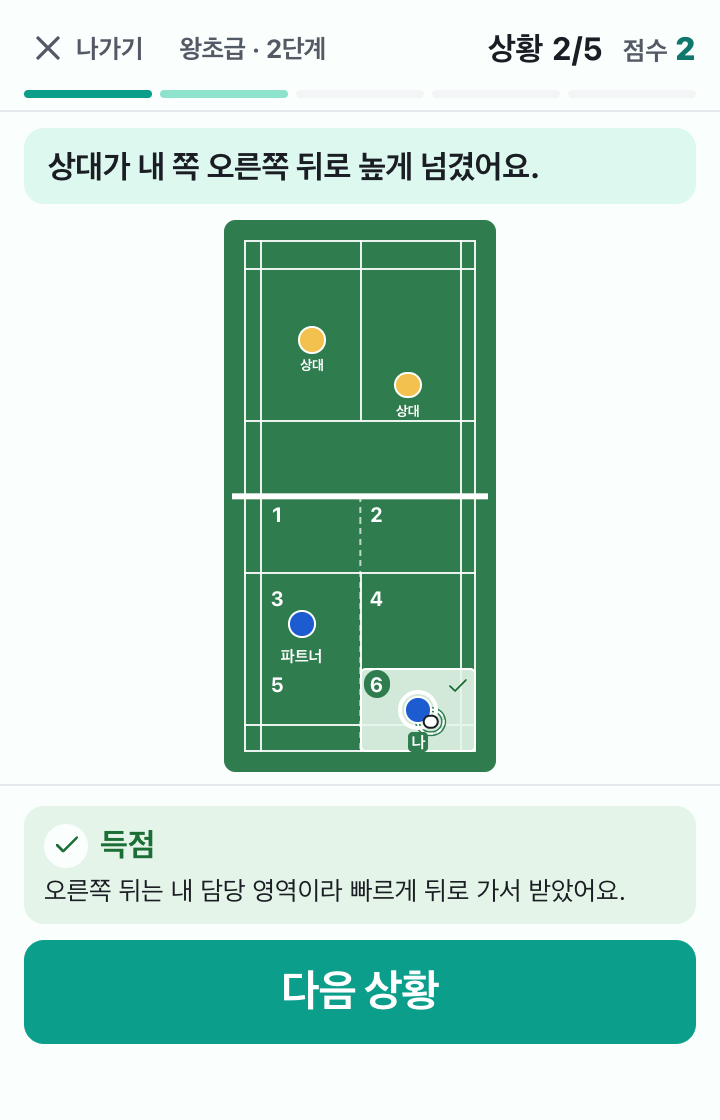 나가기 왕초급 · 2단계 상황 2/5 점수 2
상대가 내 쪽 오른쪽 뒤로 높게 넘겼어요.
상대
상대
1 2
3 4
파트너
5 6
나
득점
오른쪽 뒤는 내 담당 영역이라 빠르게 뒤로 가서 받았어요.
다음 상황